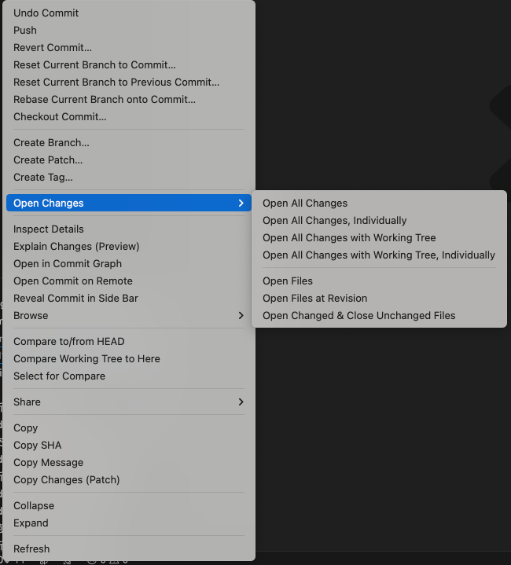 Undo Commit
Push
Revert Commit...
Reset Current Branch to Commit...
Reset Current Branch to Previous Commit...
Rebase Current Branch onto Commit...
Checkout Commit...
Create Branch...
Create Patch...
Create Tag...
Open Changes
Open All Changes
Open All Changes, Individually
Open All Changes with Working Tree
Open All Changes with Working Tree, Individually
Open Files
Open Files at Revision
Open Changed & Close Unchanged Files
Inspect Details
Explain Changes (Preview)
Open in Commit Graph
Open Commit on Remote
Reveal Commit in Side Bar
Browse
Compare to/from HEAD
Compare Working Tree to Here
Select for Compare
Share
Copy
Copy SHA
Copy Message
Copy Changes (Patch)
Collapse
Expand
Refresh